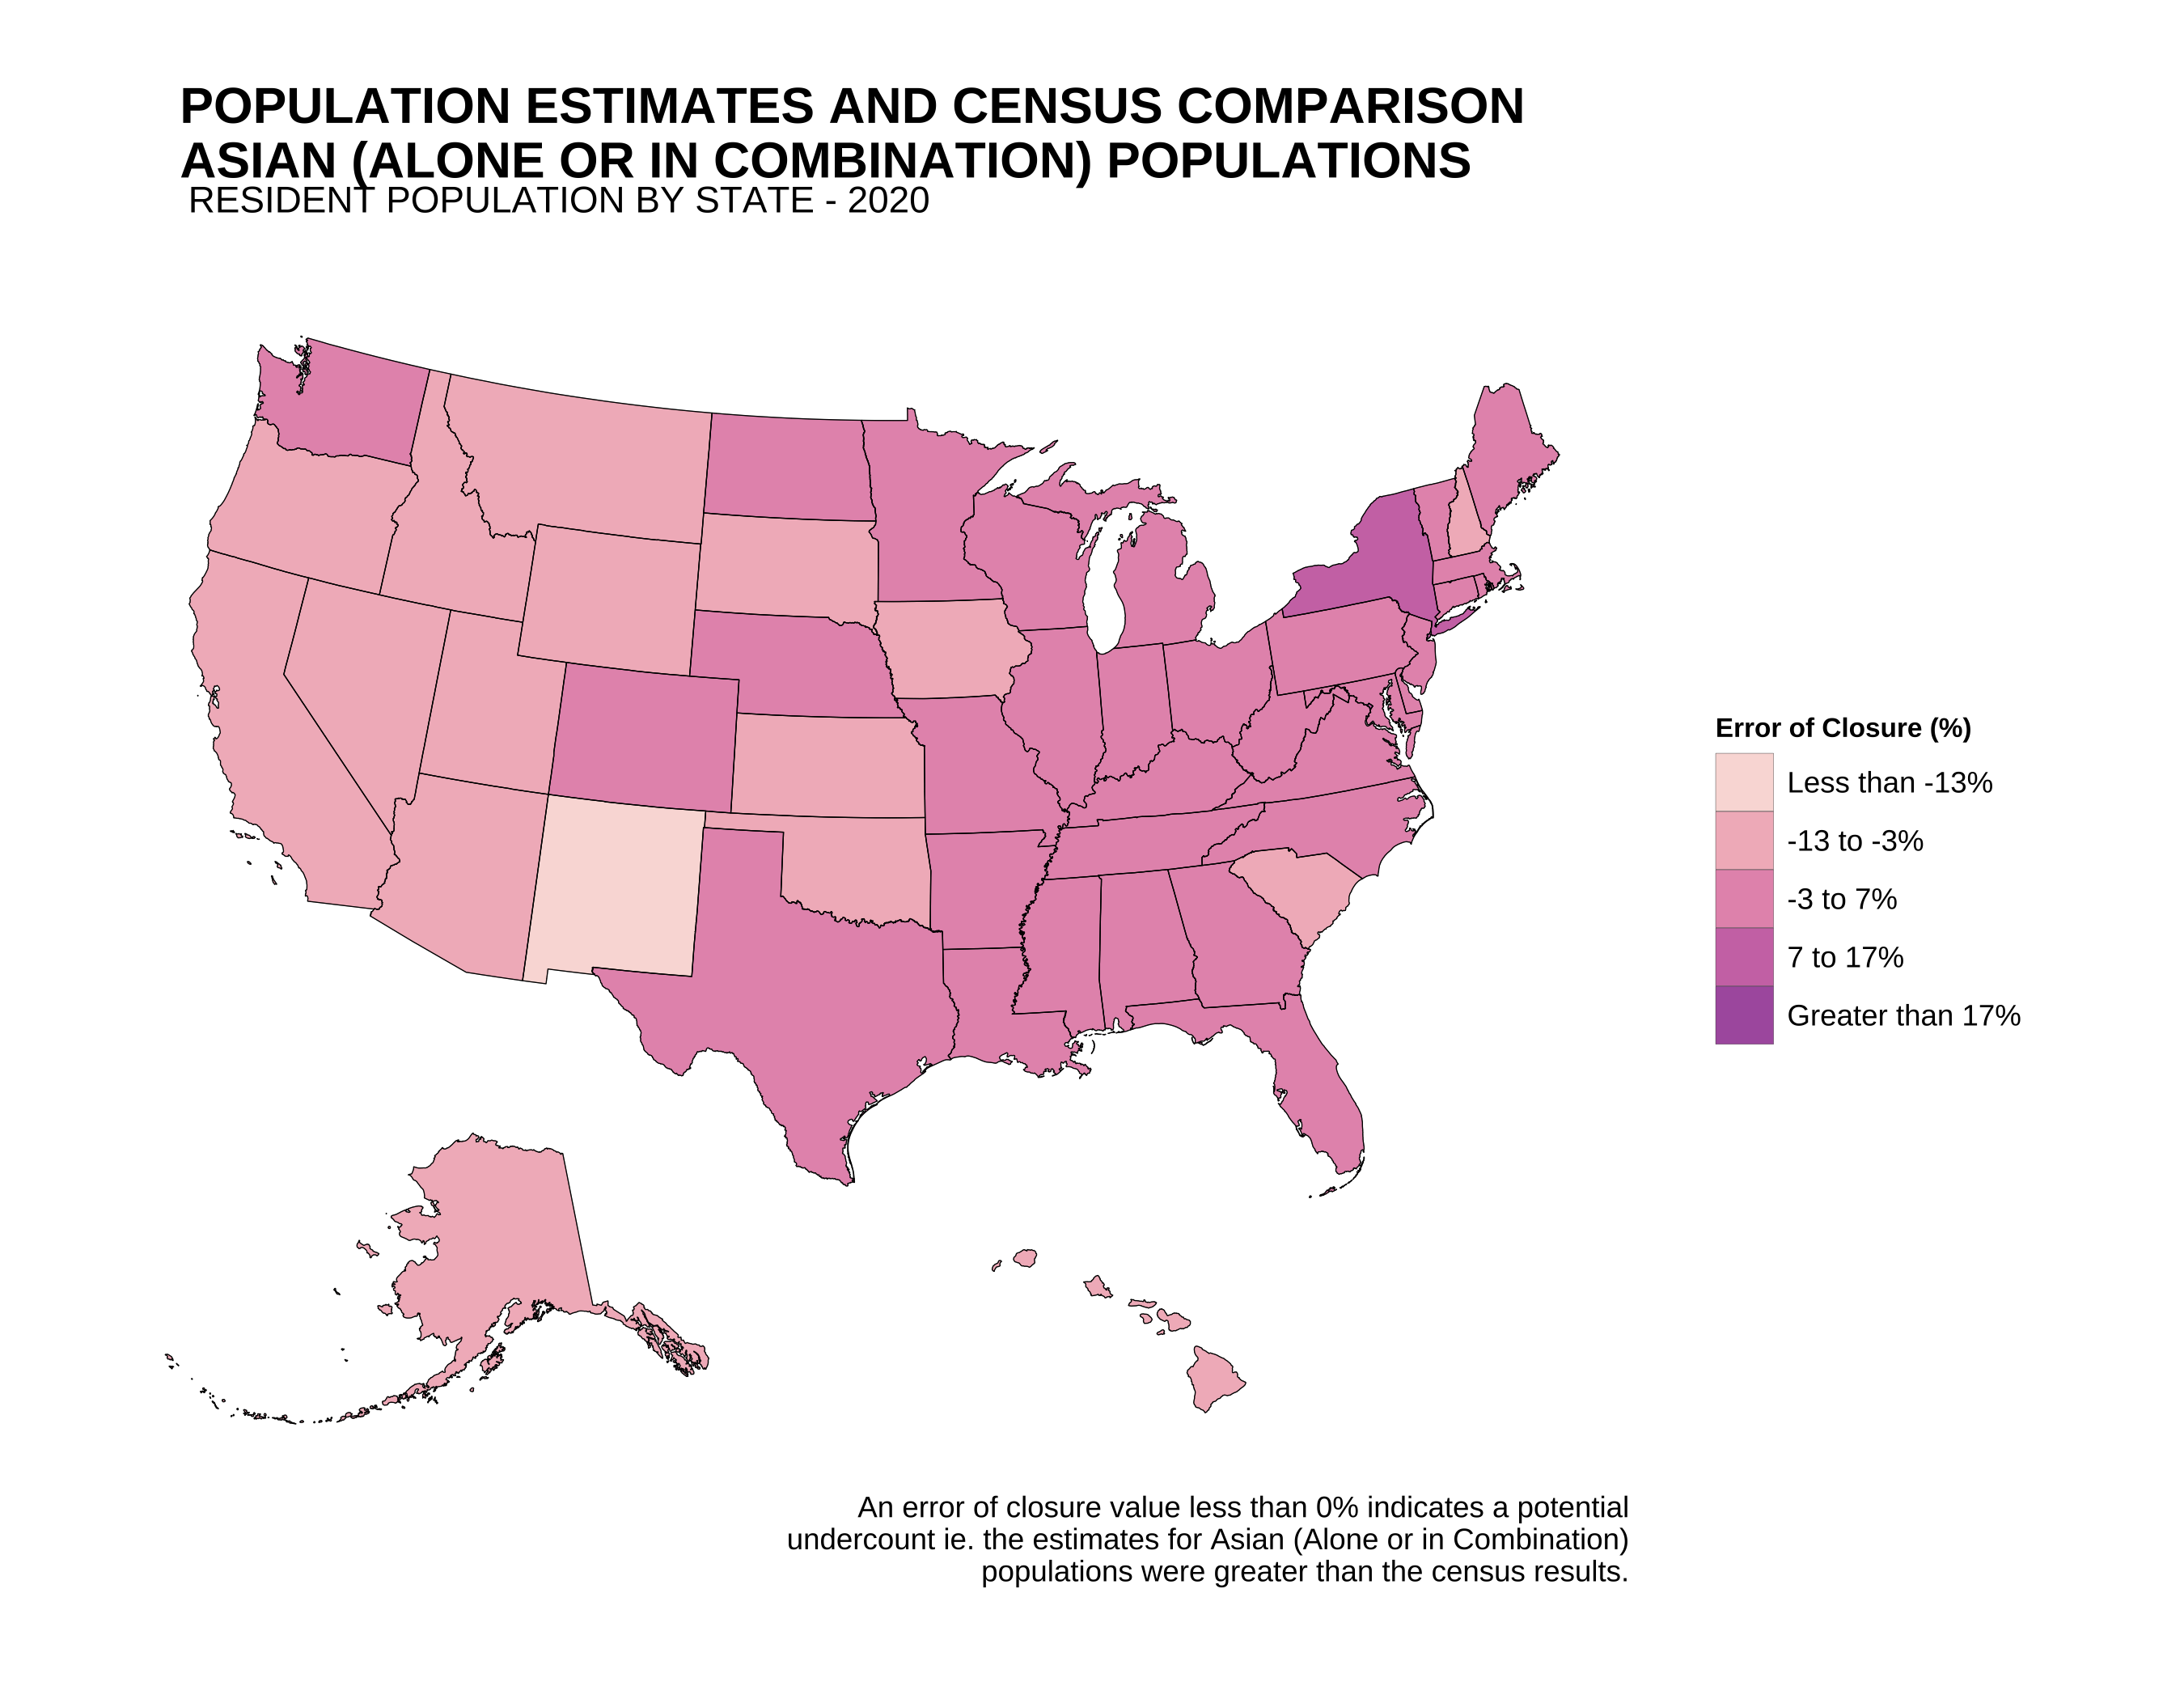 POPULATION ESTIMATES AND CENSUS COMPARISON
ASIAN (ALONE OR IN COMBINATION) POPULATIONS
RESIDENT POPULATION BY STATE - 2020
Error of Closure (%)
Less than -13%
-13 to -3%
-3 to 7%
7 to 17%
Greater than 17%
An error of closure value less than 0% indicates a potential
undercount ie. the estimates for Asian (Alone or in Combination)
populations were greater than the census results.